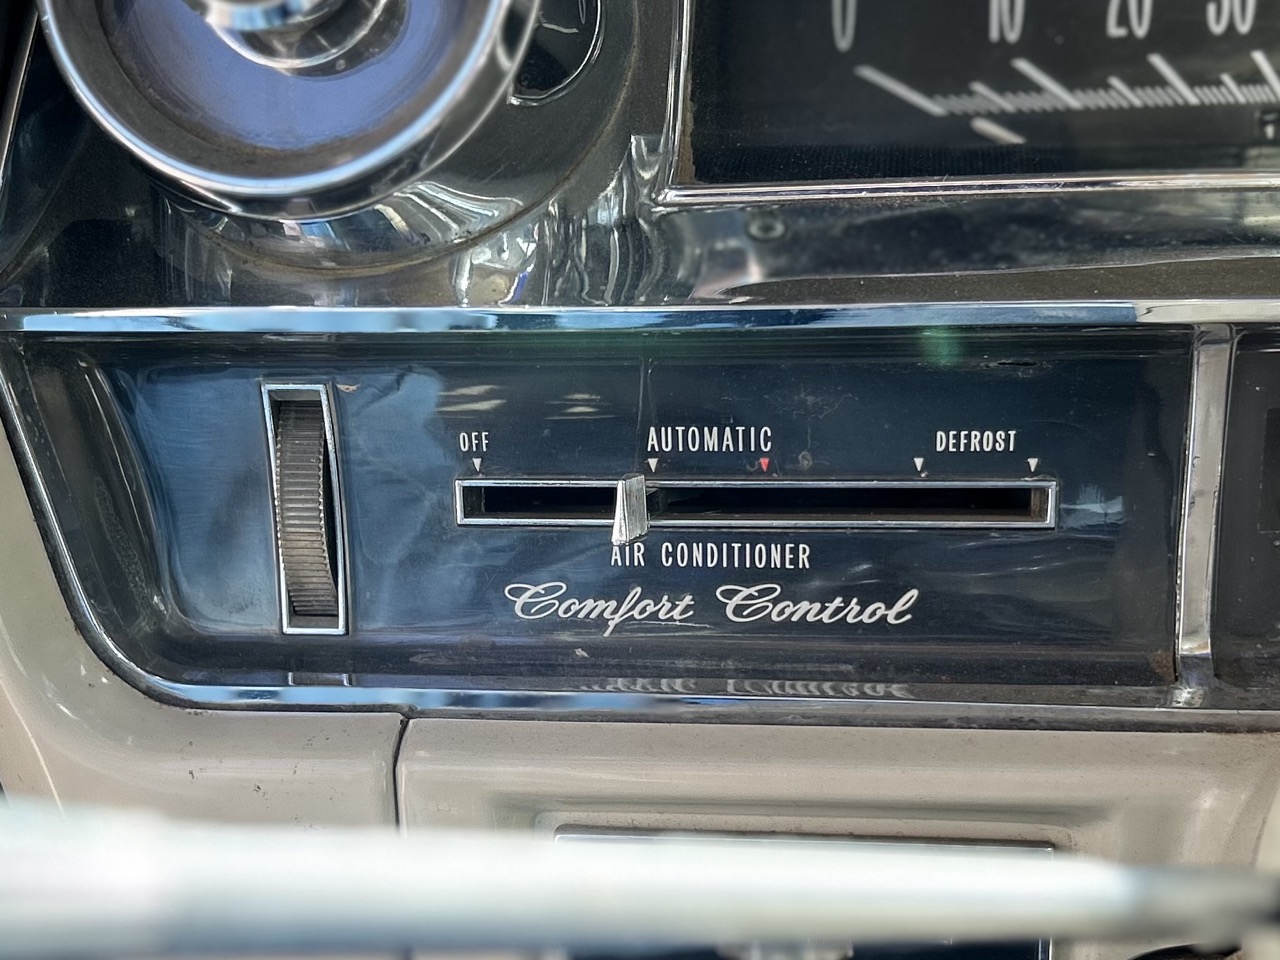 0 10 20 30
OFF AUTOMATIC DEFROST
AIR CONDITIONER
Comfort Control